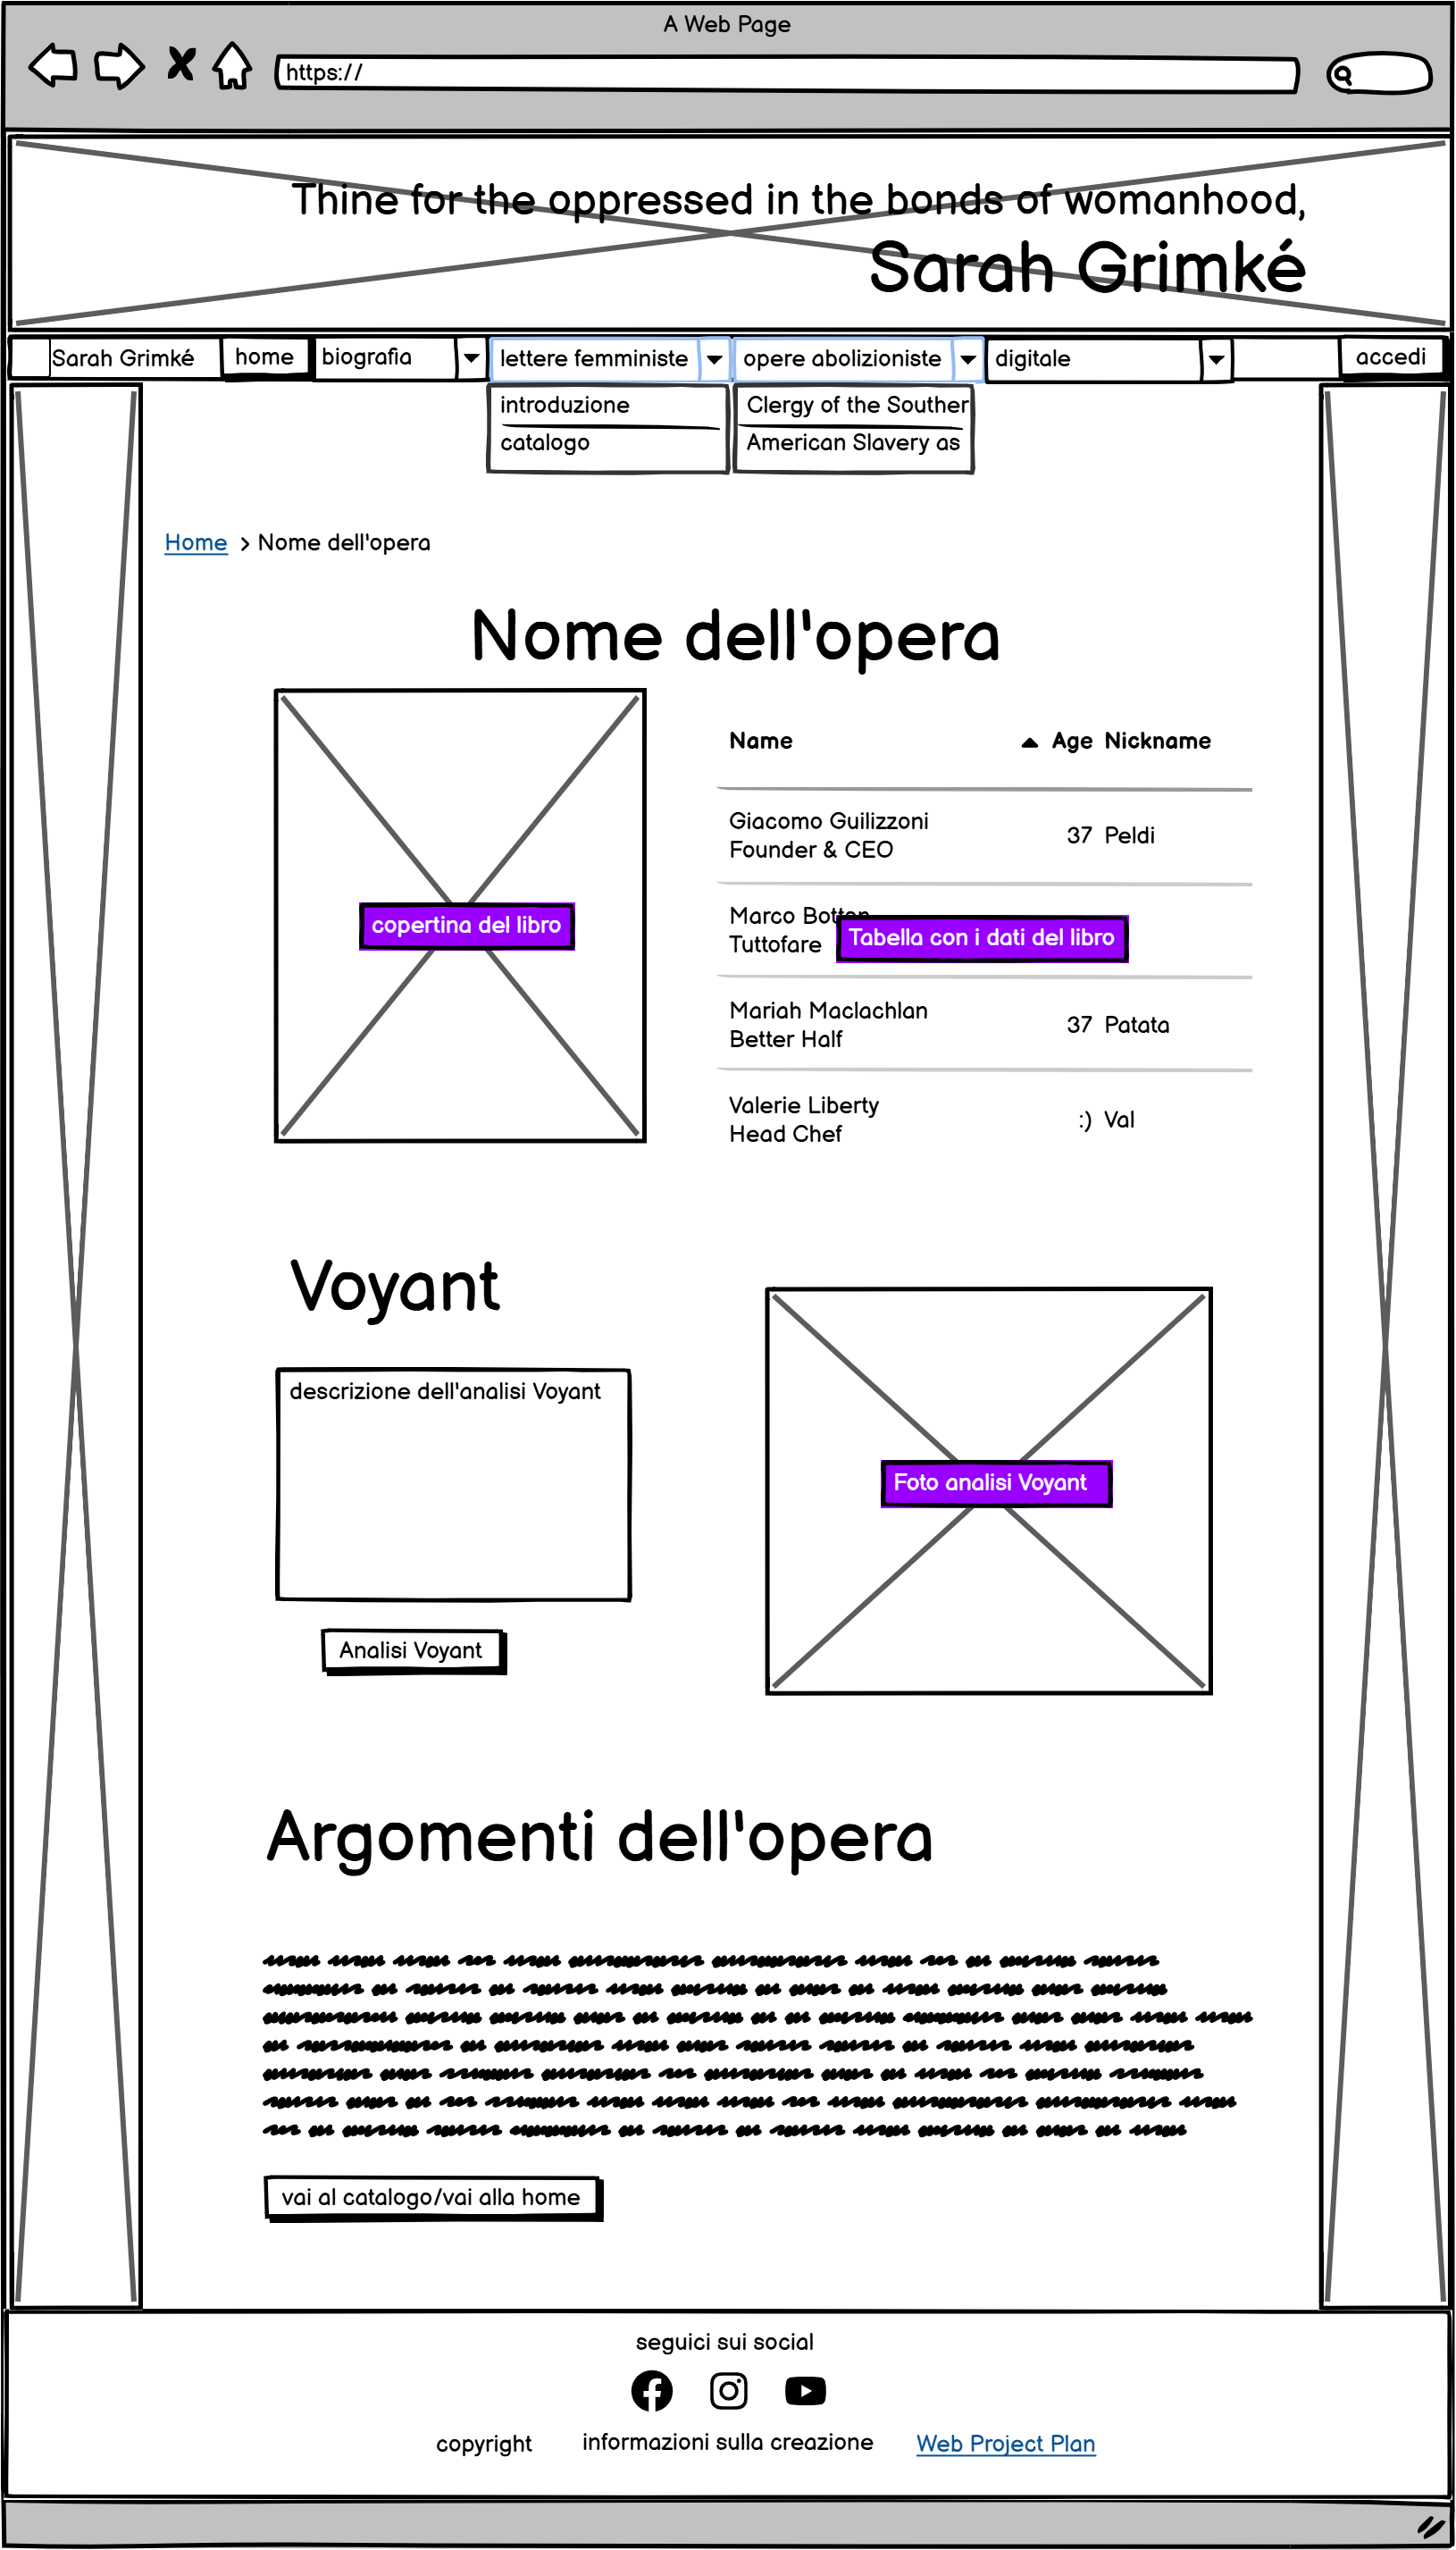 A Web Page
https://
Thine for the oppressed in the bonds of womanhood,
Sarah Grimké
Sarah Grimké home biografia lettere femministe opere abolizioniste digitale accedi
introduzione Clergy of the Souther
catalogo American Slavery as
Home > Nome dell'opera
Nome dell'opera
Name Age Nickname
Giacomo Guilizzoni
Founder & CEO
37 Peldi
copertina del libro
Marco Botton
Tuttofare
Tabella con i dati del libro
Mariah Maclachlan
Better Half
37 Patata
Valerie Liberty
Head Chef
:) Val
Voyant
descrizione dell'analisi Voyant
Foto analisi Voyant
Analisi Voyant
Argomenti dell'opera
vai al catalogo/vai alla home
seguici sui social
copyright informazioni sulla creazione Web Project Plan